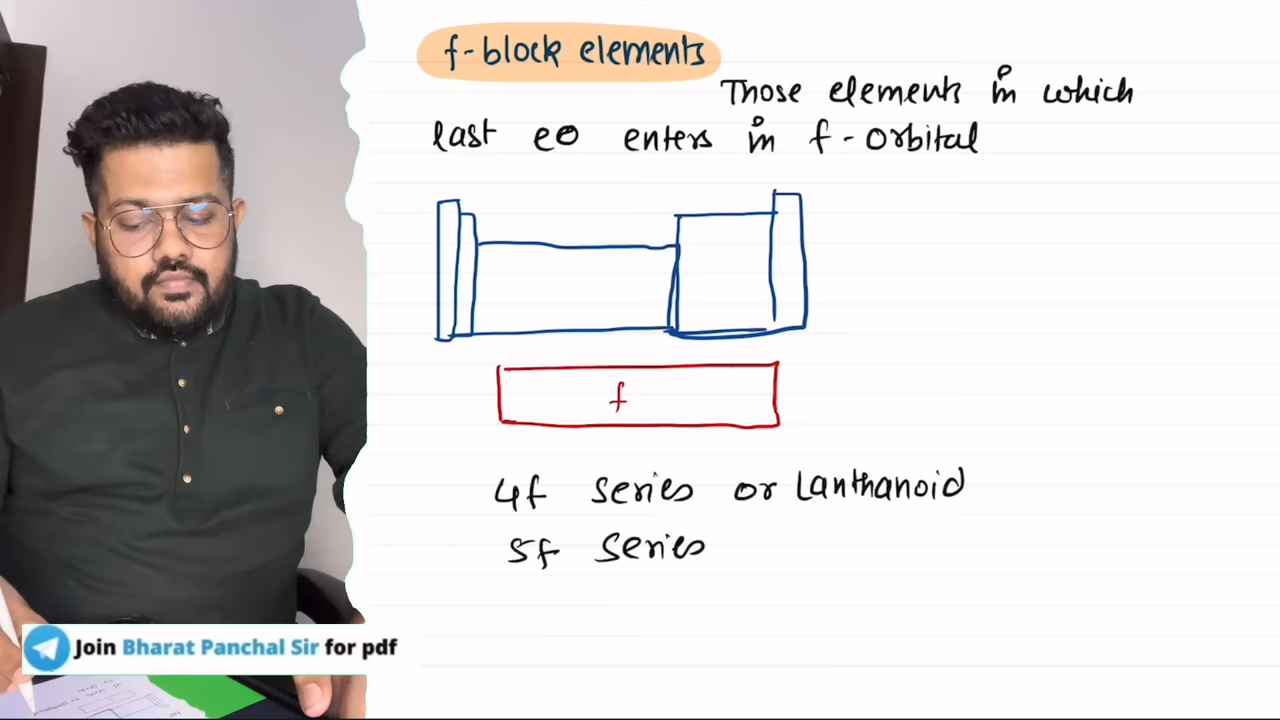 f-block elements
Those elements in which
last e⊖ enters in f-orbital
f
4f series or Lanthanoid
5f series
Join Bharat Panchal Sir for pdf